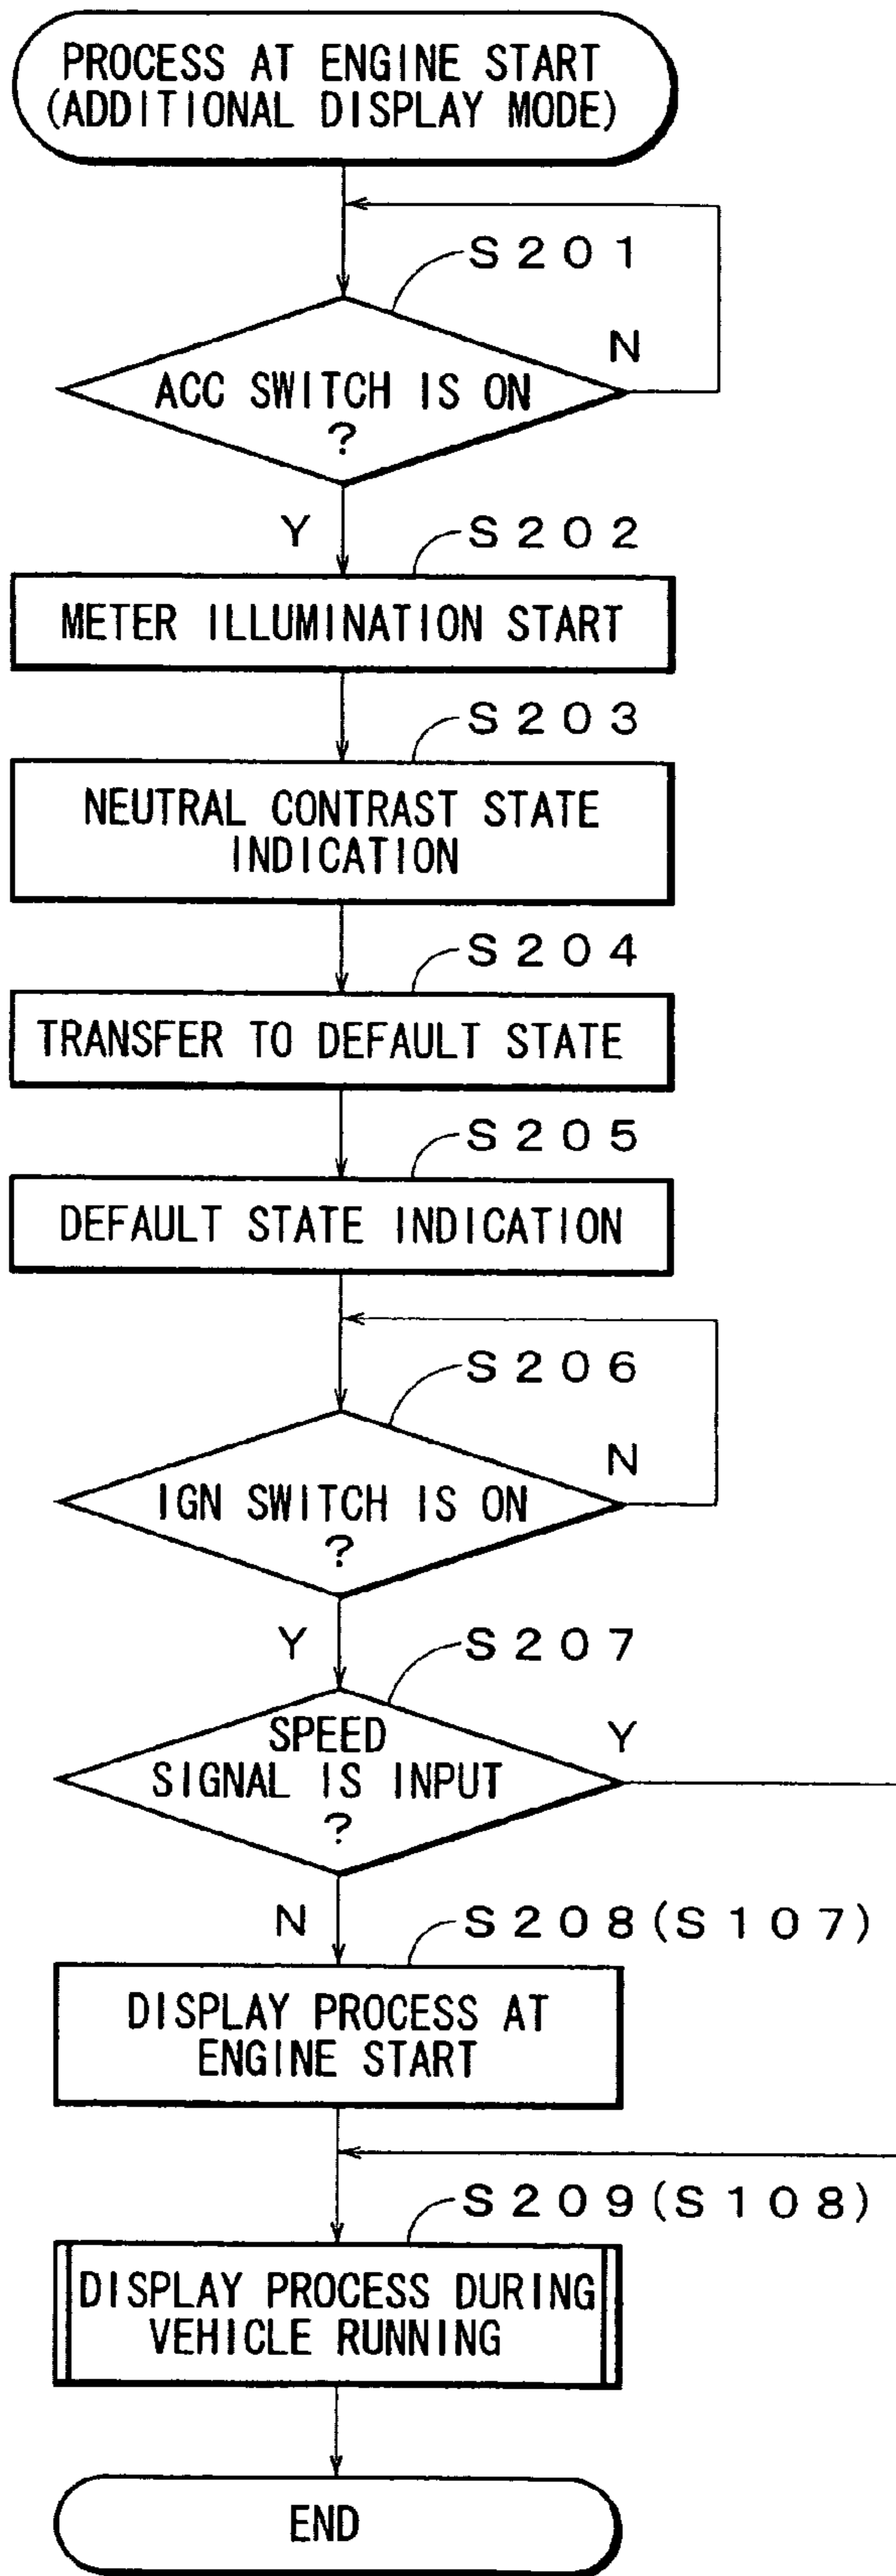 PROCESS AT ENGINE START
(ADDITIONAL DISPLAY MODE)
S201
N
ACC SWITCH IS ON
?
Y
S202
METER ILLUMINATION START
S203
NEUTRAL CONTRAST STATE
INDICATION
S204
TRANSFER TO DEFAULT STATE
S205
DEFAULT STATE INDICATION
S206
N
IGN SWITCH IS ON
?
Y
S207
SPEED
Y
SIGNAL IS INPUT
?
N
S208(S107)
DISPLAY PROCESS AT
ENGINE START
S209(S108)
DISPLAY PROCESS DURING
VEHICLE RUNNING
END